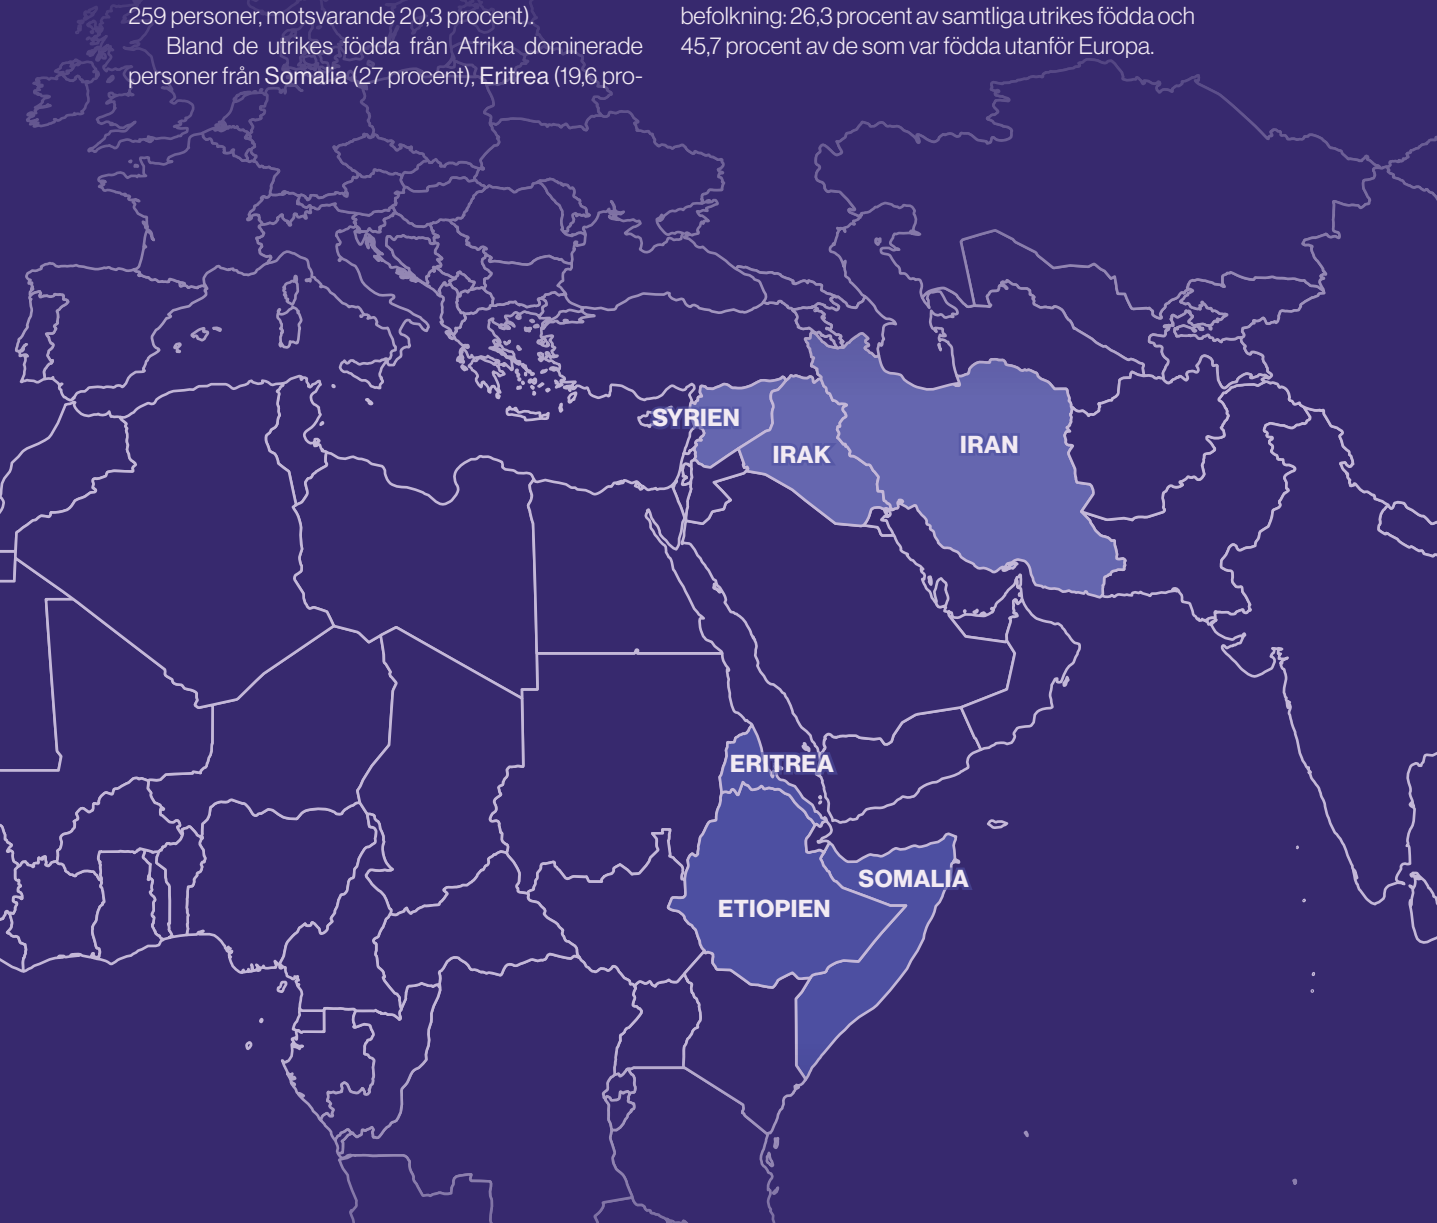 259 personer, motsvarande 20,3 procent).
Bland de utrikes födda från Afrika dominerade
personer från Somalia (27 procent), Eritrea (19,6 pro-
befolkning: 26,3 procent av samtliga utrikes födda och
45,7 procent av de som var födda utanför Europa.
SYRIEN
IRAK
IRAN
ERITREA
SOMALIA
ETIOPIEN